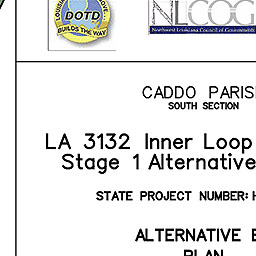 DOTD
BUILDS THE WAY
NLCOG
Northwest Louisiana Council of Governments
CADDO PARIS
SOUTH SECTION
LA 3132 Inner Loop
Stage 1 Alternative
STATE PROJECT NUMBER: H
ALTERNATIVE
PLAN